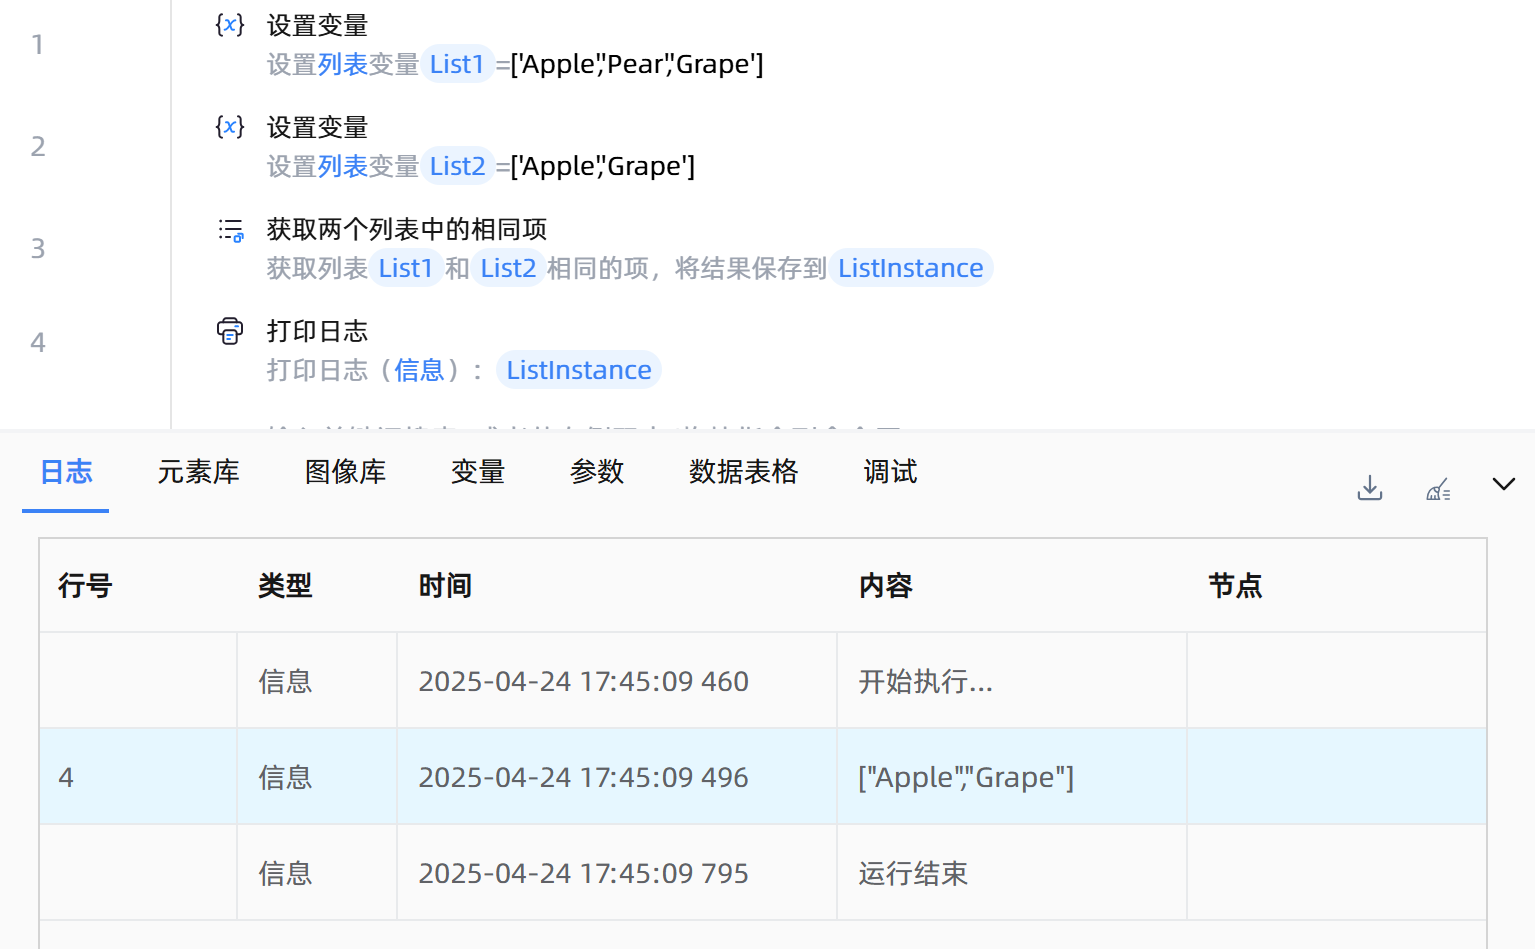 1
{x} 设置变量
设置列表变量 List1 =['Apple','Pear','Grape']
2
{x} 设置变量
设置列表变量 List2 =['Apple','Grape']
3
获取两个列表中的相同项
获取列表 List1 和 List2 相同的项，将结果保存到 ListInstance
4
打印日志
打印日志（信息）： ListInstance
日志 元素库 图像库 变量 参数 数据表格 调试
行号 类型 时间 内容 节点
信息 2025-04-24 17:45:09 460 开始执行...
4 信息 2025-04-24 17:45:09 496 ["Apple","Grape"]
信息 2025-04-24 17:45:09 795 运行结束